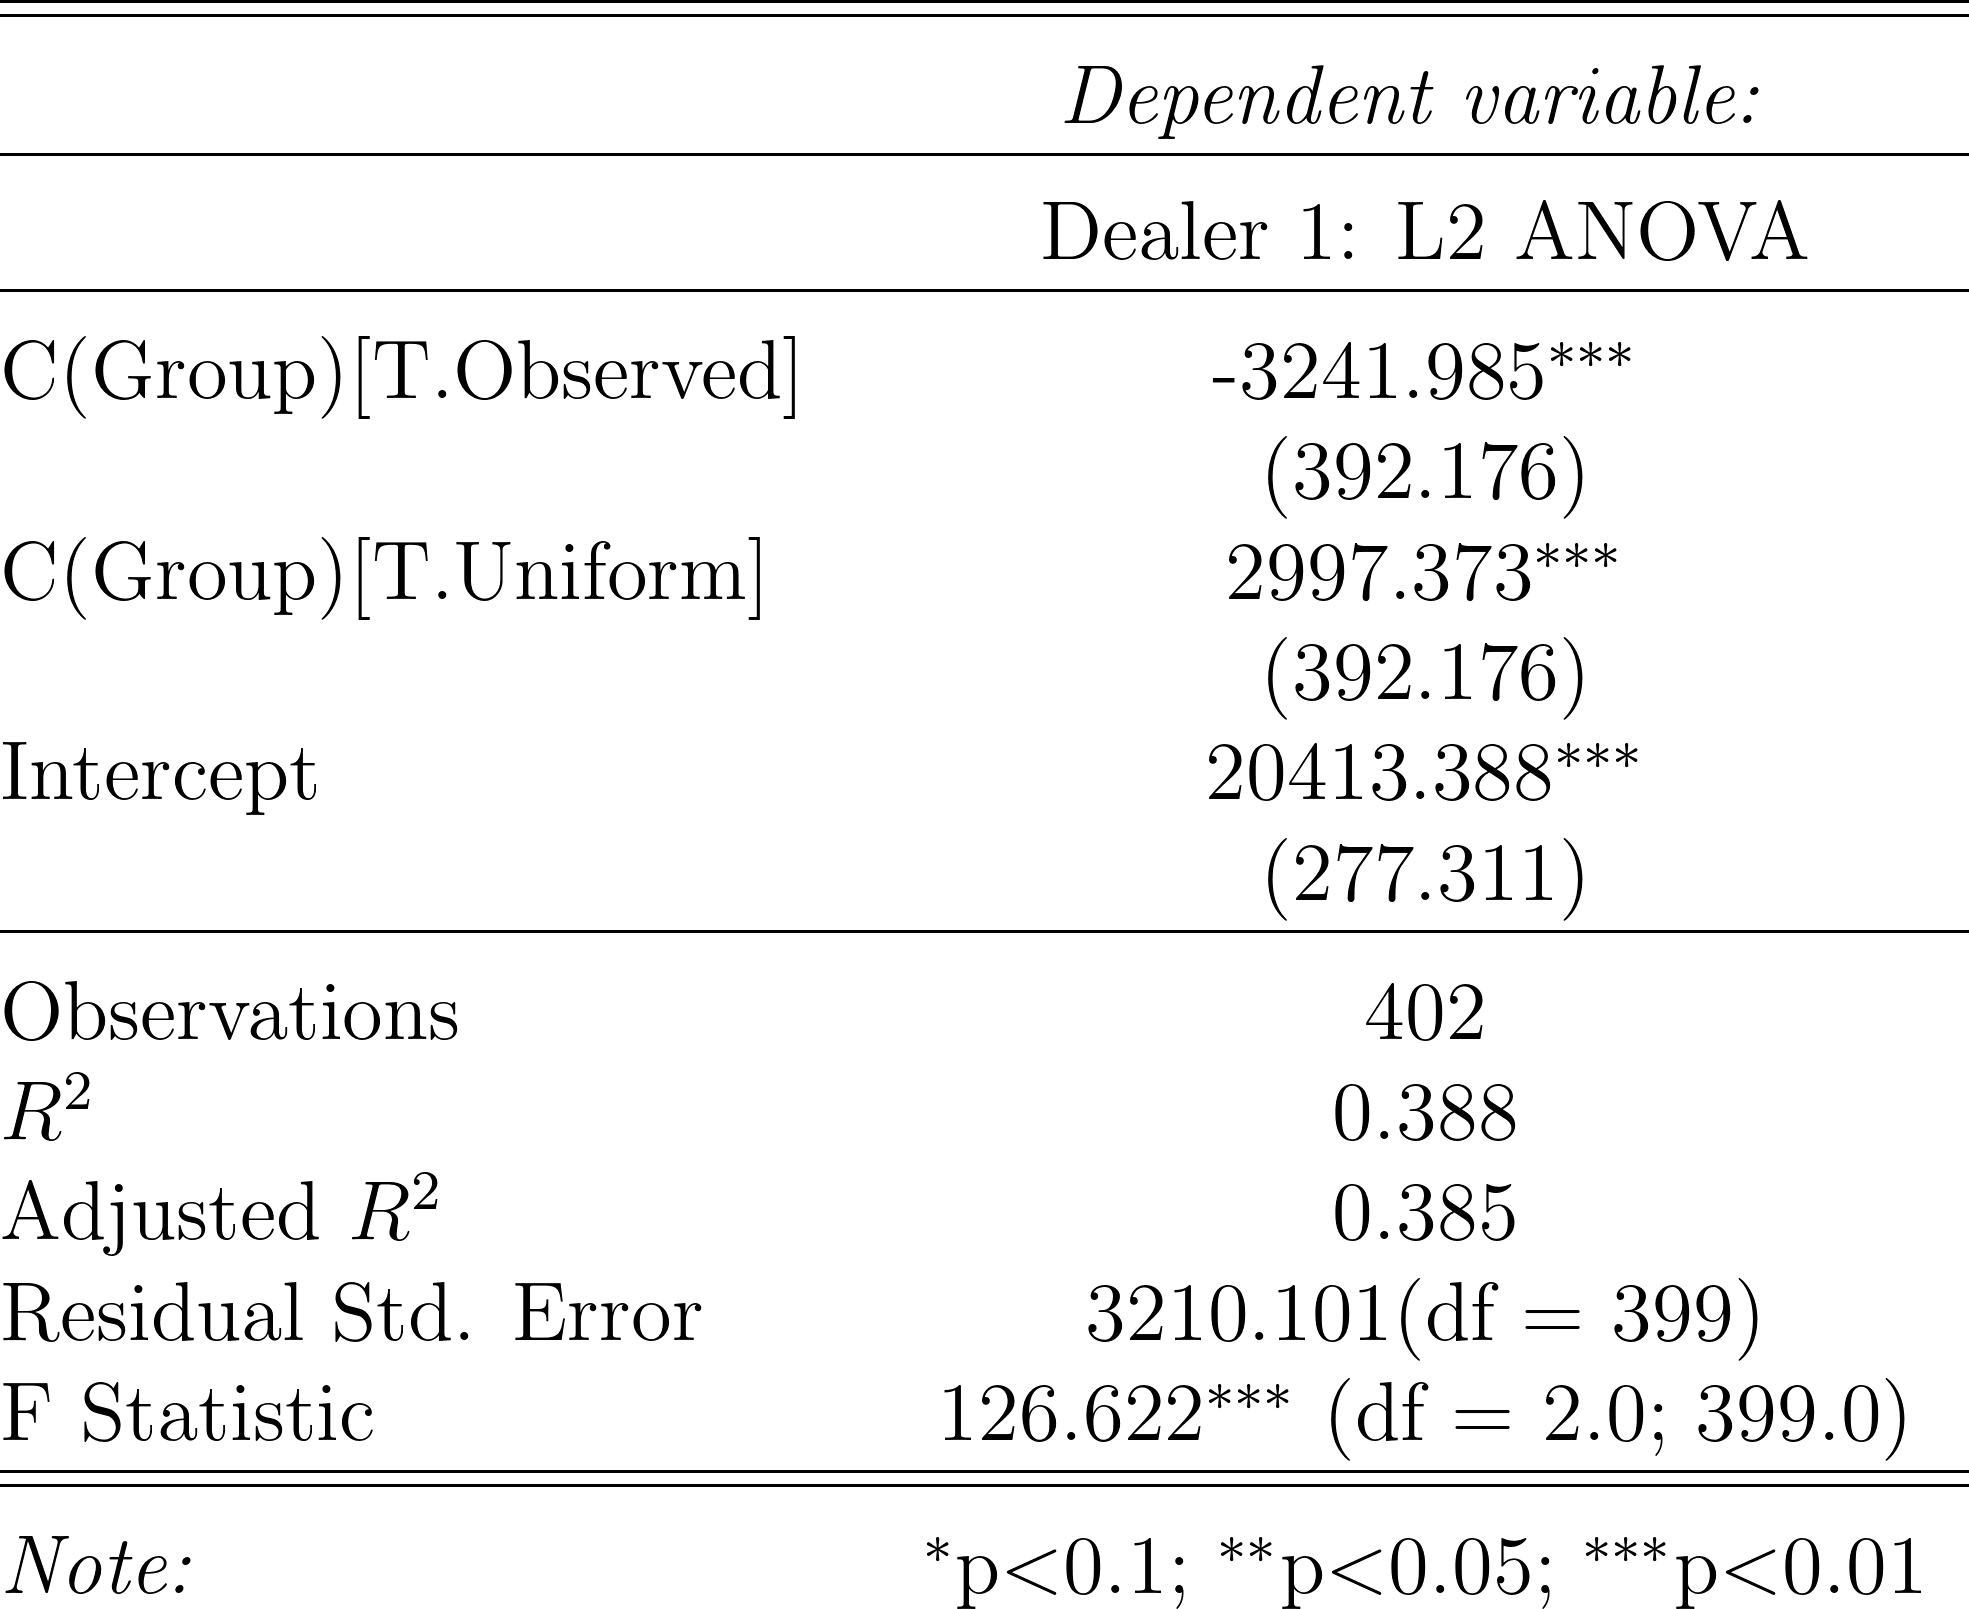 Dependent variable:
Dealer 1: L2 ANOVA
C(Group)[T.Observed] -3241.985***
(392.176)
C(Group)[T.Uniform] 2997.373***
(392.176)
Intercept 20413.388***
(277.311)
Observations 402
R² 0.388
Adjusted R² 0.385
Residual Std. Error 3210.101(df = 399)
F Statistic 126.622*** (df = 2.0; 399.0)
Note: *p<0.1; **p<0.05; ***p<0.01